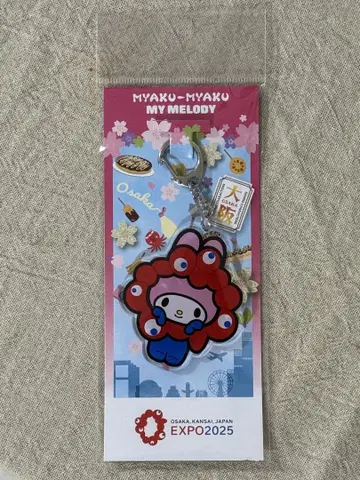 MYAKU-MYAKU
MY MELODY
Osaka
大阪
OSAKA
OSAKA, KANSAI, JAPAN
EXPO2025